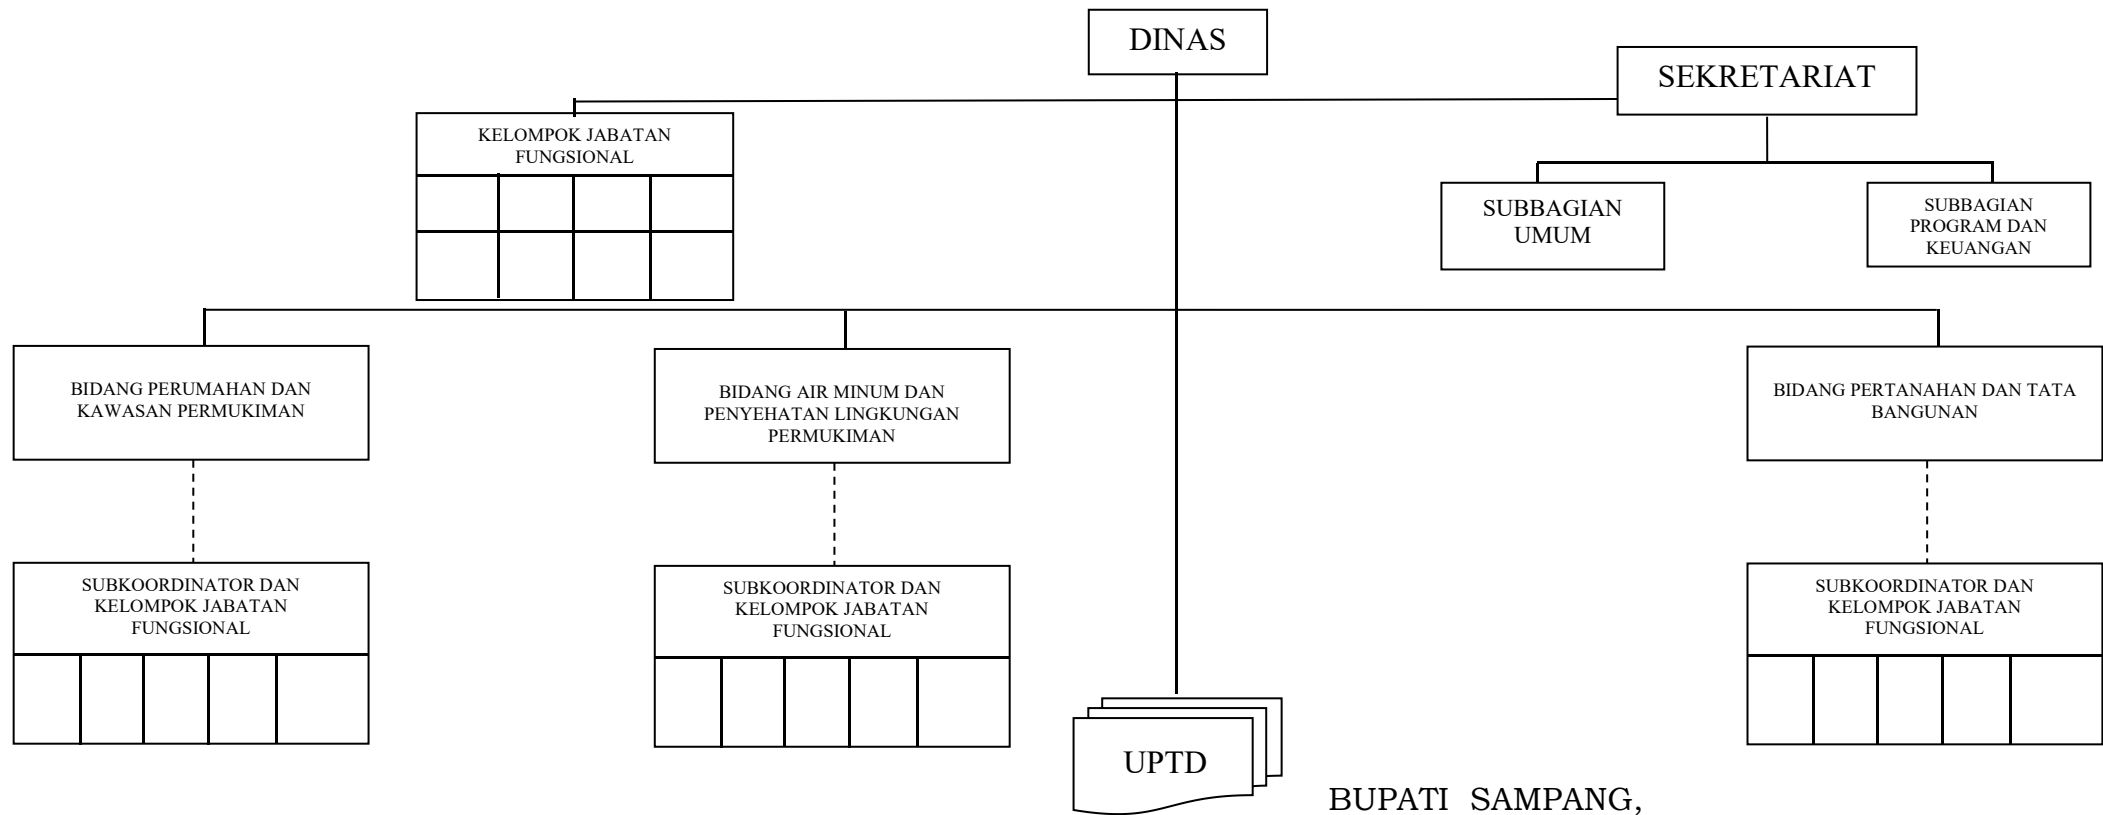 DINAS
SEKRETARIAT
KELOMPOK JABATAN
FUNGSIONAL
SUBBAGIAN
UMUM
SUBBAGIAN
PROGRAM DAN
KEUANGAN
BIDANG PERUMAHAN DAN
KAWASAN PERMUKIMAN
BIDANG AIR MINUM DAN
PENYEHATAN LINGKUNGAN
PERMUKIMAN
BIDANG PERTANAHAN DAN TATA
BANGUNAN
SUBKOORDINATOR DAN
KELOMPOK JABATAN
FUNGSIONAL
SUBKOORDINATOR DAN
KELOMPOK JABATAN
FUNGSIONAL
SUBKOORDINATOR DAN
KELOMPOK JABATAN
FUNGSIONAL
UPTD
BUPATI SAMPANG,